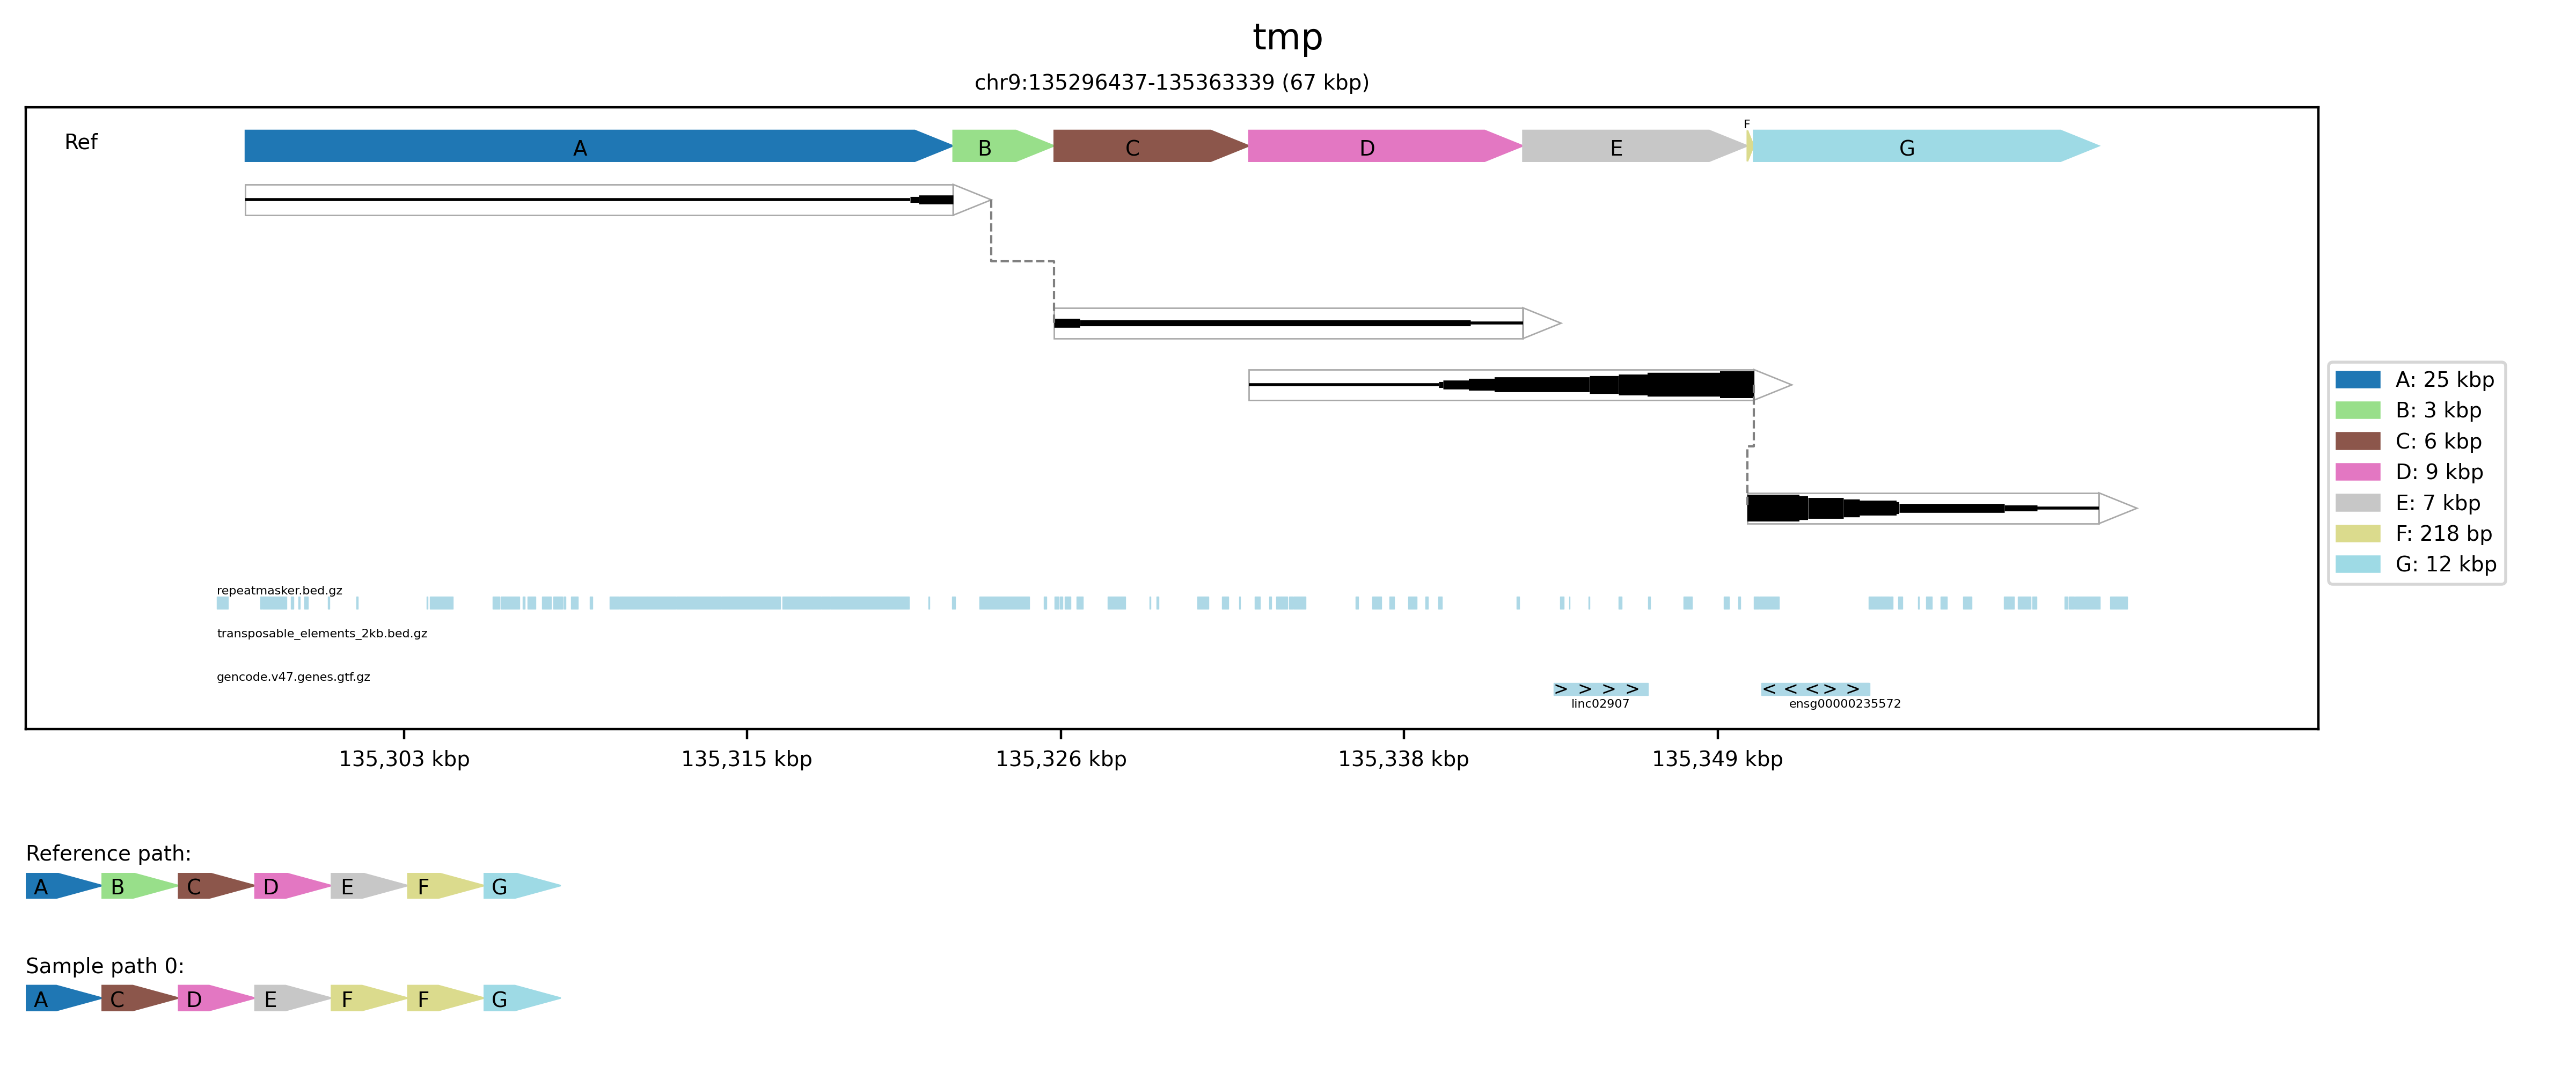 tmp
chr9:135296437-135363339 (67 kbp)
Ref
A B C D E F G
A: 25 kbp
B: 3 kbp
C: 6 kbp
D: 9 kbp
E: 7 kbp
F: 218 bp
G: 12 kbp
repeatmasker.bed.gz
transposable_elements_2kb.bed.gz
gencode.v47.genes.gtf.gz
> > > > < < < > >
linc02907 ensg00000235572
135,303 kbp 135,315 kbp 135,326 kbp 135,338 kbp 135,349 kbp
Reference path:
A B C D E F G
Sample path 0:
A C D E F F G